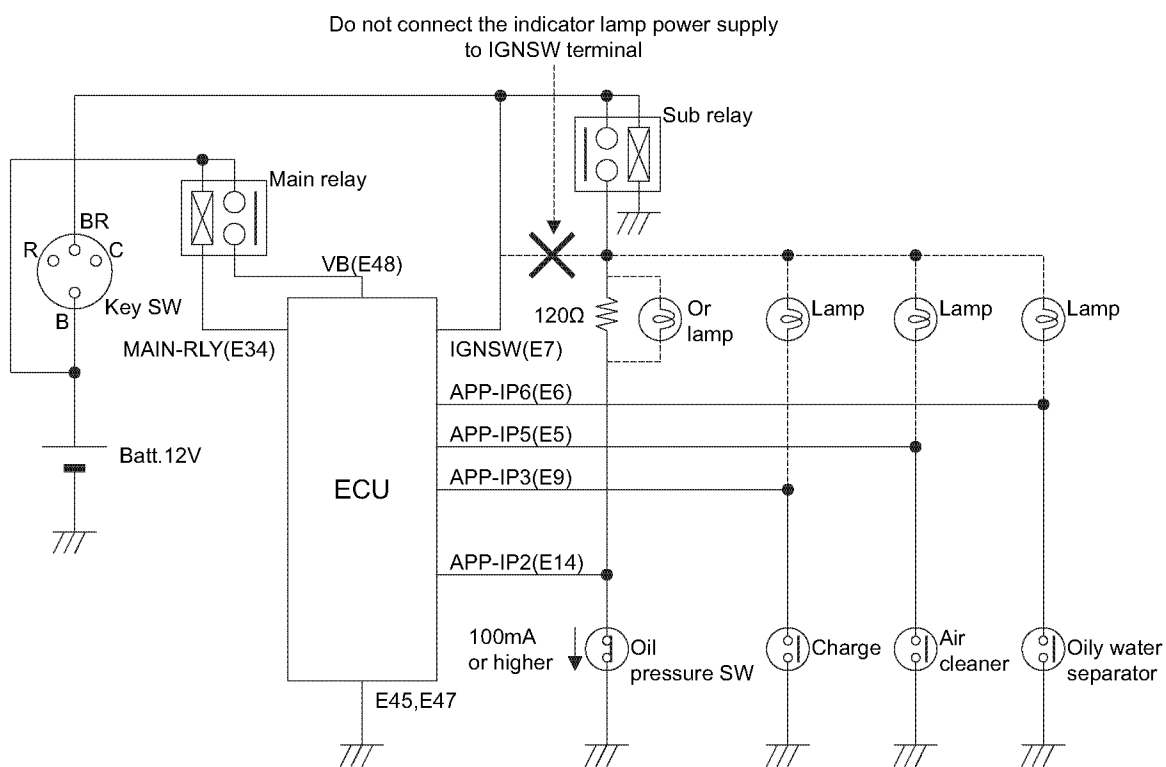 Do not connect the indicator lamp power supply
to IGNSW terminal
Sub relay
Main relay
BR
R
C
VB(E48)
Key SW
B
120Ω
Or
lamp
Lamp
Lamp
Lamp
MAIN-RLY(E34)
IGNSW(E7)
APP-IP6(E6)
APP-IP5(E5)
Batt.12V
APP-IP3(E9)
ECU
APP-IP2(E14)
100mA
or higher
Oil
pressure SW
Charge
Air
cleaner
Oily water
separator
E45,E47